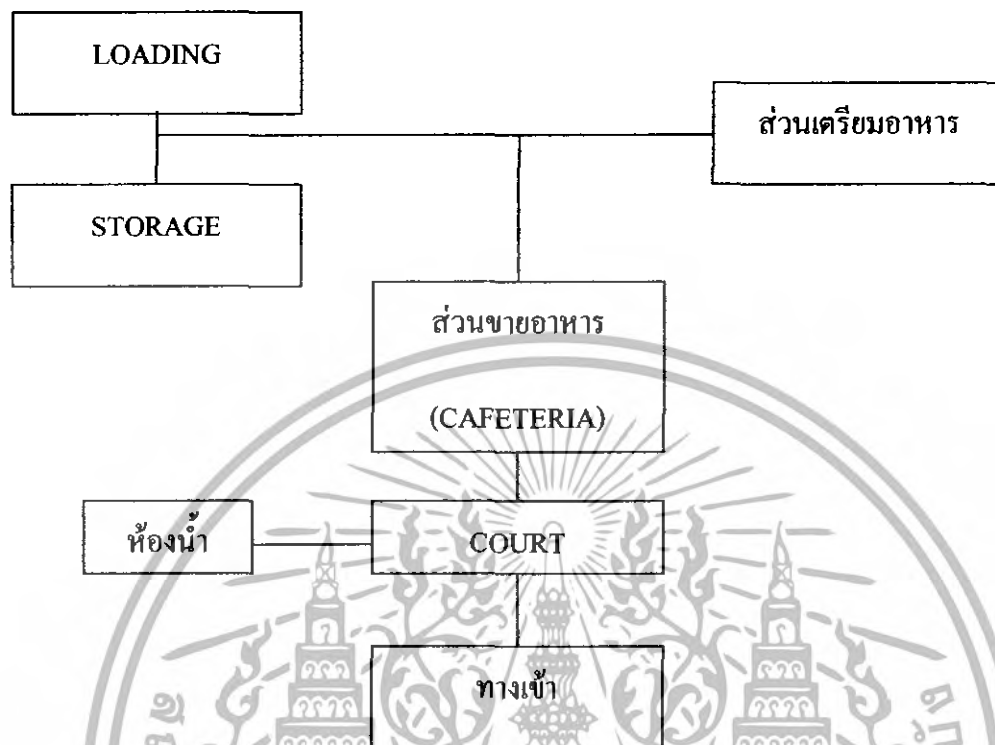 LOADING
ส่วนเตรียมอาหาร
STORAGE
ส่วนขายอาหาร
(CAFETERIA)
ห้องน้ำ
COURT
ทางเข้า